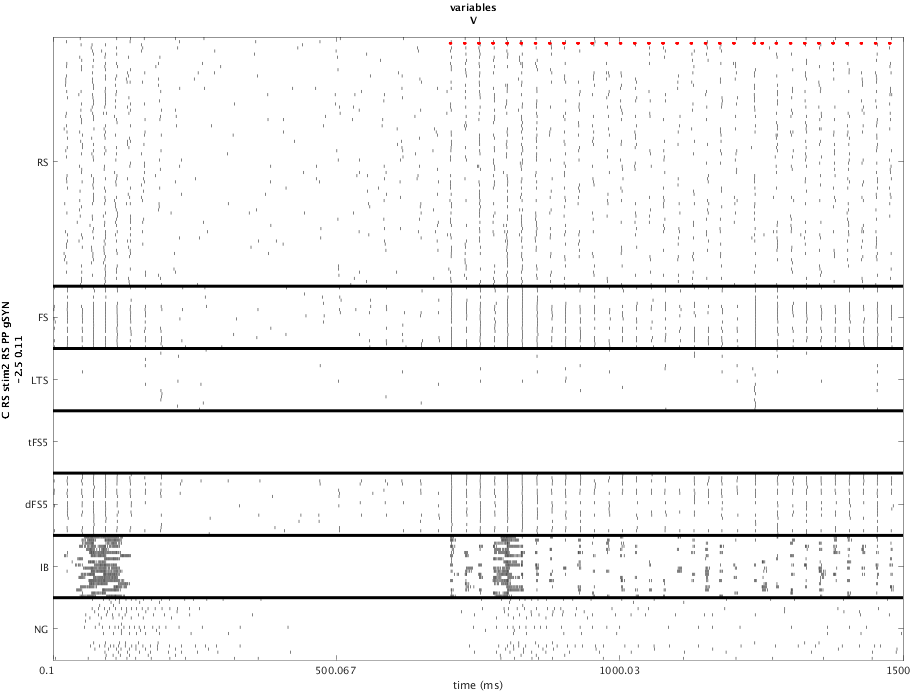 variables
V
C RS stim2 RS PP gSYN
-2.5 0.11
RS
FS
LTS
tFS5
dFS5
IB
NG
0.1 500.067 1000.03 1500
time (ms)